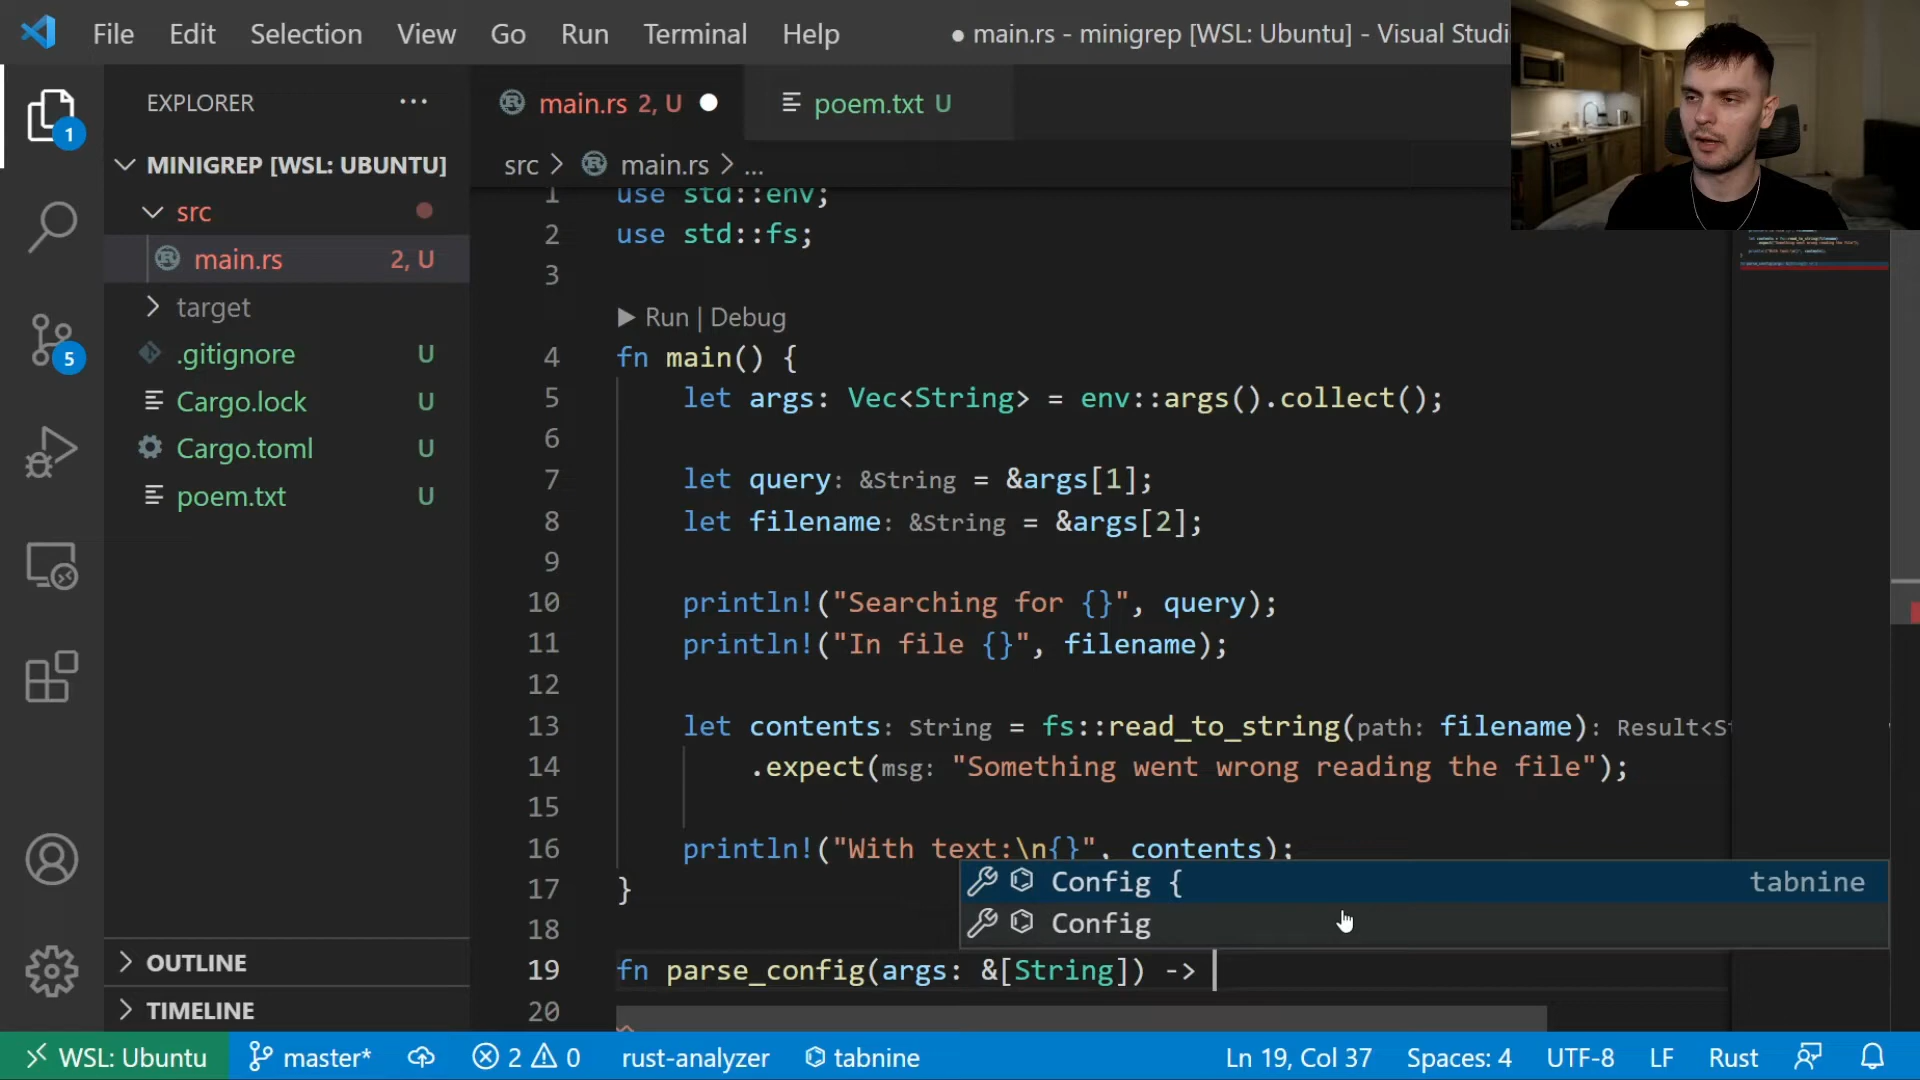 File Edit Selection View Go Run Terminal Help
● main.rs - minigrep [WSL: Ubuntu] - Visual Studi
EXPLORER ...
main.rs 2, U
poem.txt U
MINIGREP [WSL: UBUNTU]
src
main.rs 2, U
target
.gitignore U
Cargo.lock U
Cargo.toml U
poem.txt U
OUTLINE
TIMELINE
1
5
src > main.rs > ...
1 use std::env;
2 use std::fs;
3
Run | Debug
4 fn main() {
5 let args: Vec<String> = env::args().collect();
6
7 let query: &String = &args[1];
8 let filename: &String = &args[2];
9
10 println!("Searching for {}", query);
11 println!("In file {}", filename);
12
13 let contents: String = fs::read_to_string(path: filename): Result<St
14 .expect(msg: "Something went wrong reading the file");
15
16 println!("With text:\n{}", contents);
17 }
Config { tabnine
Config
18
19 fn parse_config(args: &[String]) ->
20
WSL: Ubuntu master* 2 0 rust-analyzer tabnine Ln 19, Col 37 Spaces: 4 UTF-8 LF Rust